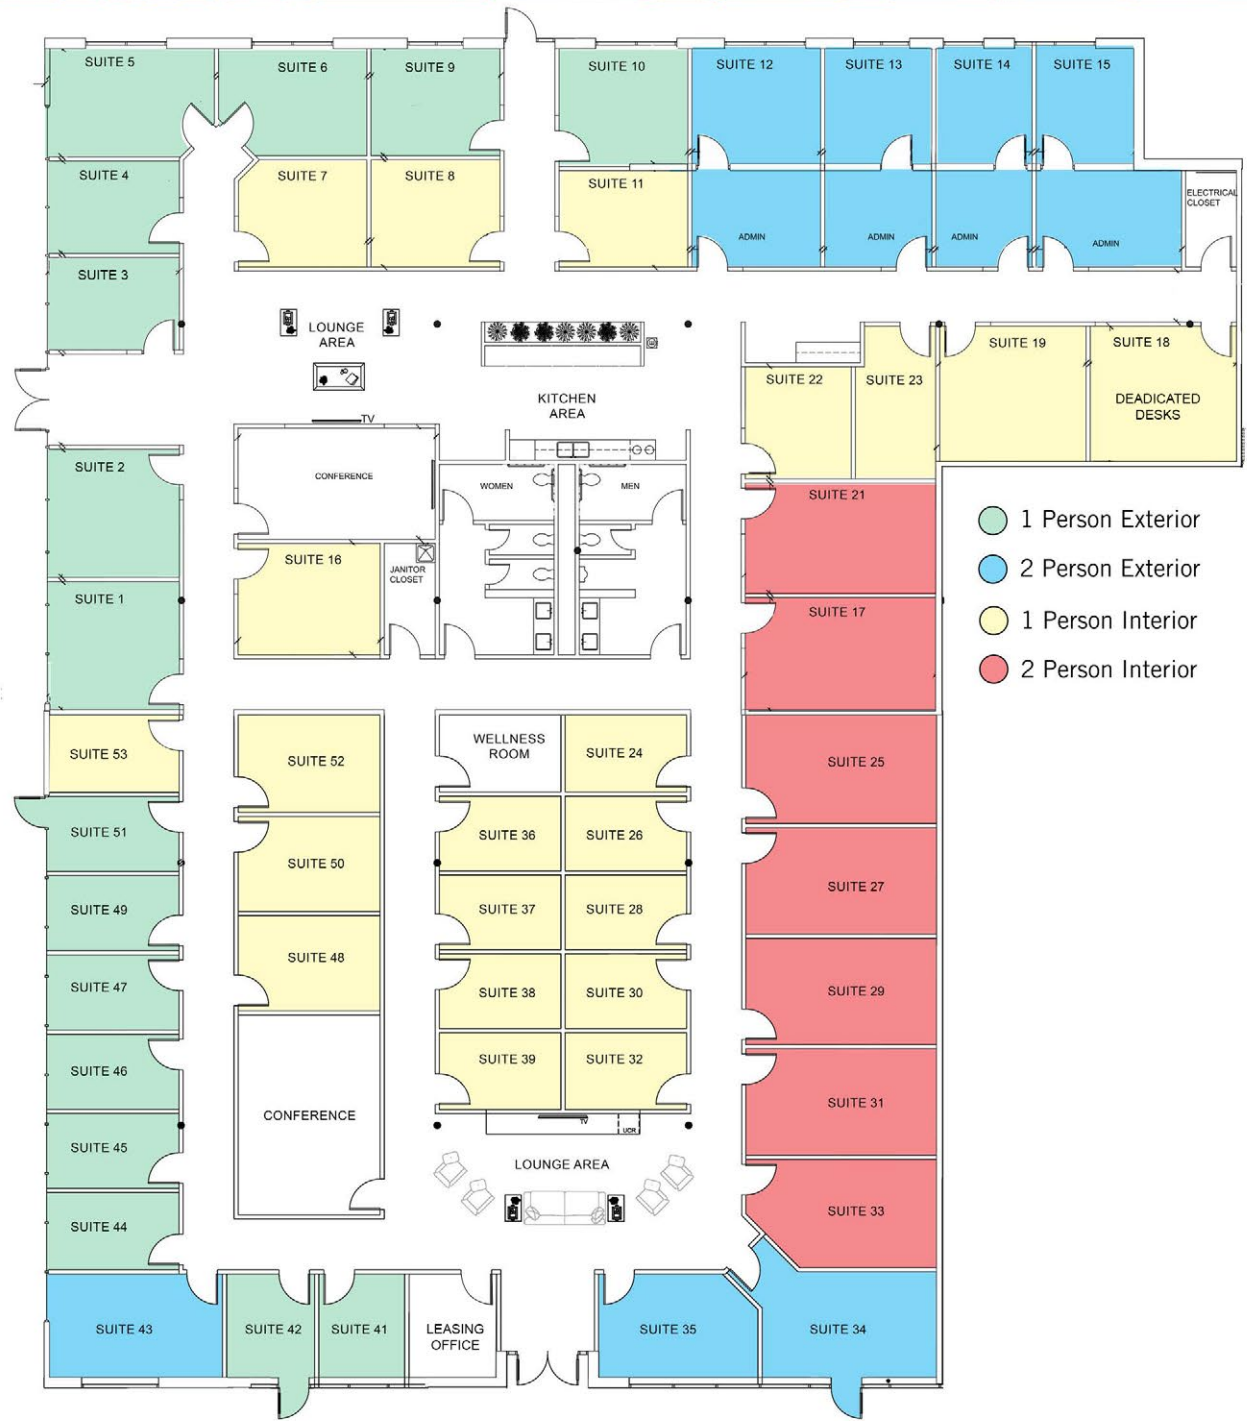 SUITE 5
SUITE 6
SUITE 9
SUITE 10
SUITE 12
SUITE 13
SUITE 14
SUITE 15
SUITE 4
SUITE 7
SUITE 8
SUITE 11
ELECTRICAL
CLOSET
ADMIN
ADMIN
ADMIN
ADMIN
SUITE 3
LOUNGE
AREA
SUITE 19
SUITE 18
SUITE 22
SUITE 23
KITCHEN
AREA
DEADICATED
DESKS
TV
SUITE 2
CONFERENCE
WOMEN
MEN
SUITE 21
1 Person Exterior
2 Person Exterior
1 Person Interior
2 Person Interior
SUITE 16
JANITOR
CLOSET
SUITE 1
SUITE 17
SUITE 53
SUITE 52
WELLNESS
ROOM
SUITE 24
SUITE 25
SUITE 51
SUITE 50
SUITE 36
SUITE 26
SUITE 27
SUITE 49
SUITE 37
SUITE 28
SUITE 48
SUITE 47
SUITE 38
SUITE 30
SUITE 29
SUITE 46
SUITE 39
SUITE 32
SUITE 31
CONFERENCE
TV
UCR
SUITE 45
LOUNGE AREA
SUITE 44
SUITE 33
SUITE 43
SUITE 42
SUITE 41
LEASING
OFFICE
SUITE 35
SUITE 34